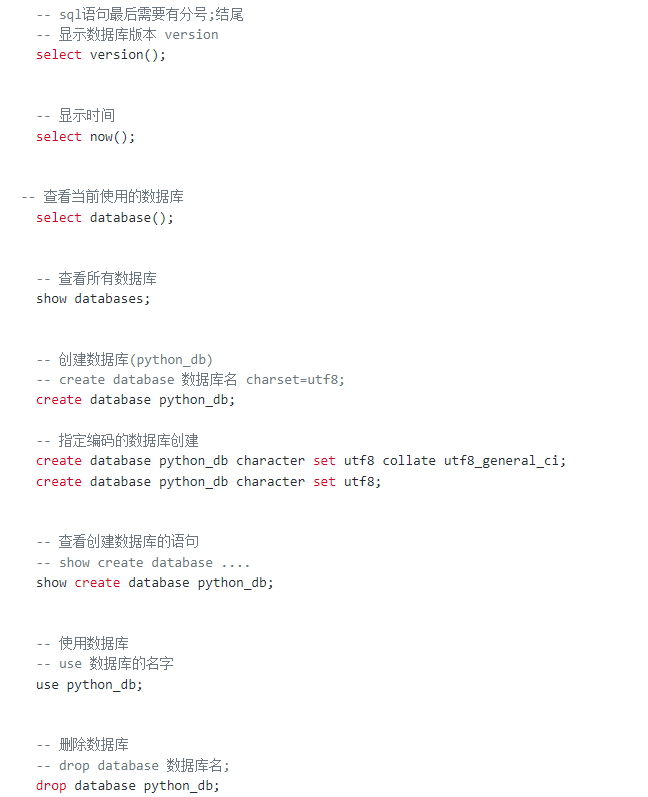 -- sql语句最后需要有分号;结尾
-- 显示数据库版本 version
select version();
-- 显示时间
select now();
-- 查看当前使用的数据库
select database();
-- 查看所有数据库
show databases;
-- 创建数据库(python_db)
-- create database 数据库名 charset=utf8;
create database python_db;
-- 指定编码的数据库创建
create database python_db character set utf8 collate utf8_general_ci;
create database python_db character set utf8;
-- 查看创建数据库的语句
-- show create database ....
show create database python_db;
-- 使用数据库
-- use 数据库的名字
use python_db;
-- 删除数据库
-- drop database 数据库名;
drop database python_db;